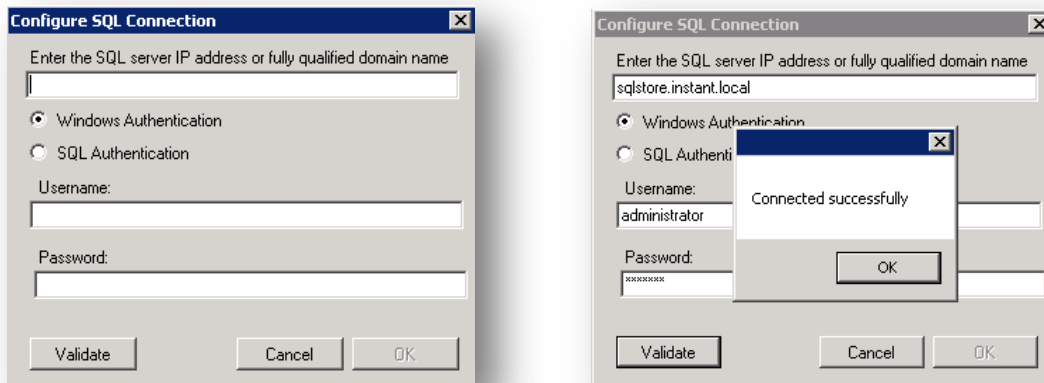 Configure SQL Connection
Enter the SQL server IP address or fully qualified domain name
Windows Authentication
SQL Authentication
Username:
Password:
Validate
Cancel
OK
Configure SQL Connection
Enter the SQL server IP address or fully qualified domain name
sqlstore.instant.local
Windows Authentication
SQL Authenti
Username:
administrator
Password:
*******
Connected successfully
OK
Validate
Cancel
OK